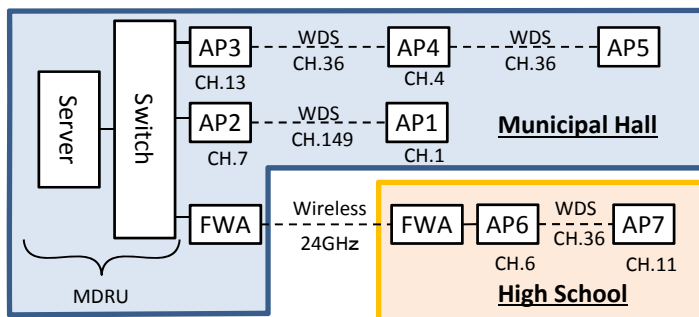 AP3
WDS
CH.36
AP4
WDS
CH.36
AP5
CH.13
CH.4
Server
Switch
AP2
WDS
CH.149
AP1
CH.7
CH.1
Municipal Hall
FWA
Wireless
24GHz
FWA
AP6
WDS
CH.36
AP7
CH.6
CH.11
MDRU
High School